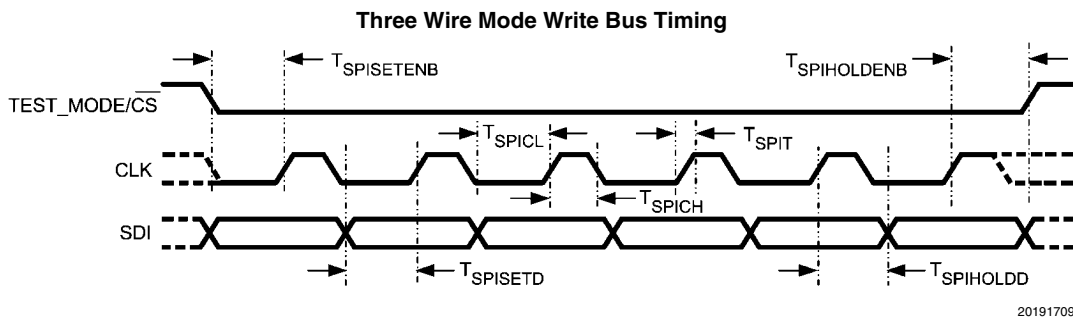 Three Wire Mode Write Bus Timing
TSPISETENB
TSPIHOLDENB
TEST_MODE/CS
TSPICL
TSPIT
CLK
TSPICH
SDI
TSPISETD
TSPIHOLDD
20191709